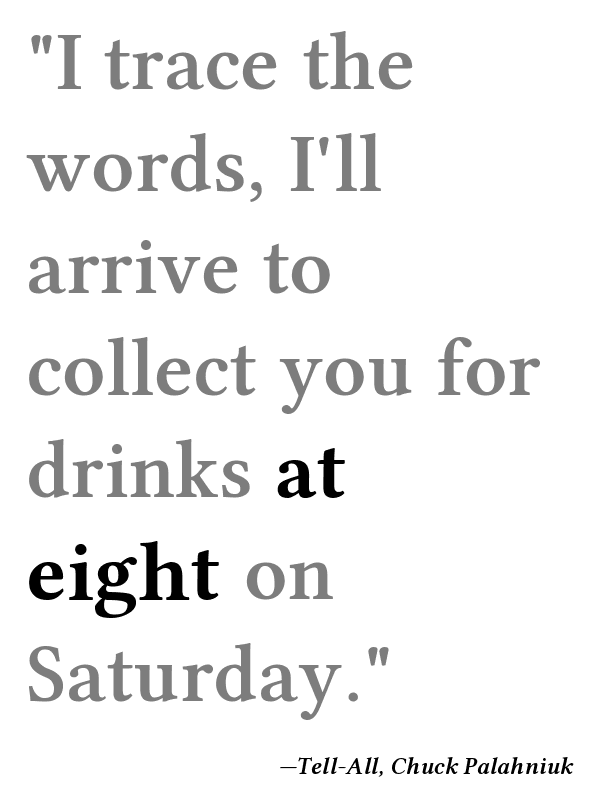 "I trace the
words, I'll
arrive to
collect you for
drinks at
eight on
Saturday."
—Tell-All, Chuck Palahniuk